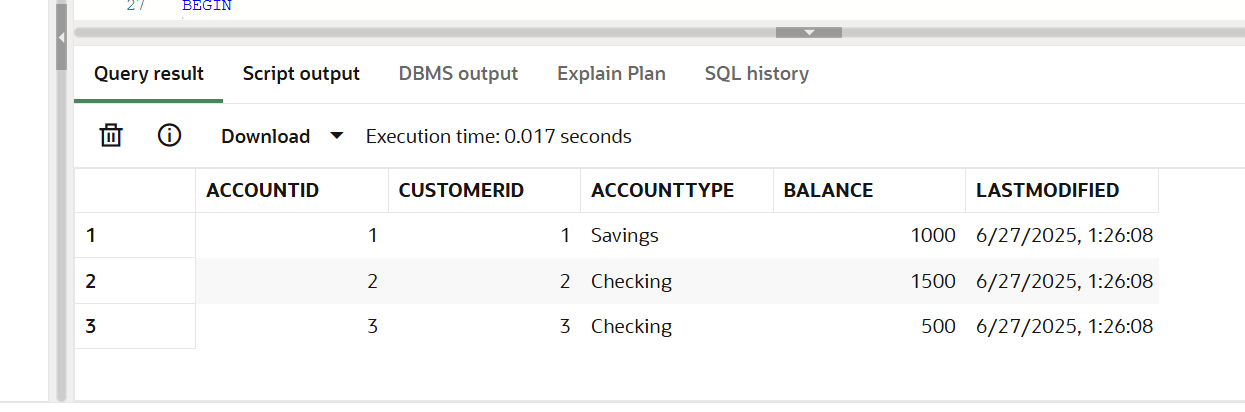 27 BEGIN
Query result Script output DBMS output Explain Plan SQL history
Download Execution time: 0.017 seconds
ACCOUNTID CUSTOMERID ACCOUNTTYPE BALANCE LASTMODIFIED
1 1 1 Savings 1000 6/27/2025, 1:26:08
2 2 2 Checking 1500 6/27/2025, 1:26:08
3 3 3 Checking 500 6/27/2025, 1:26:08